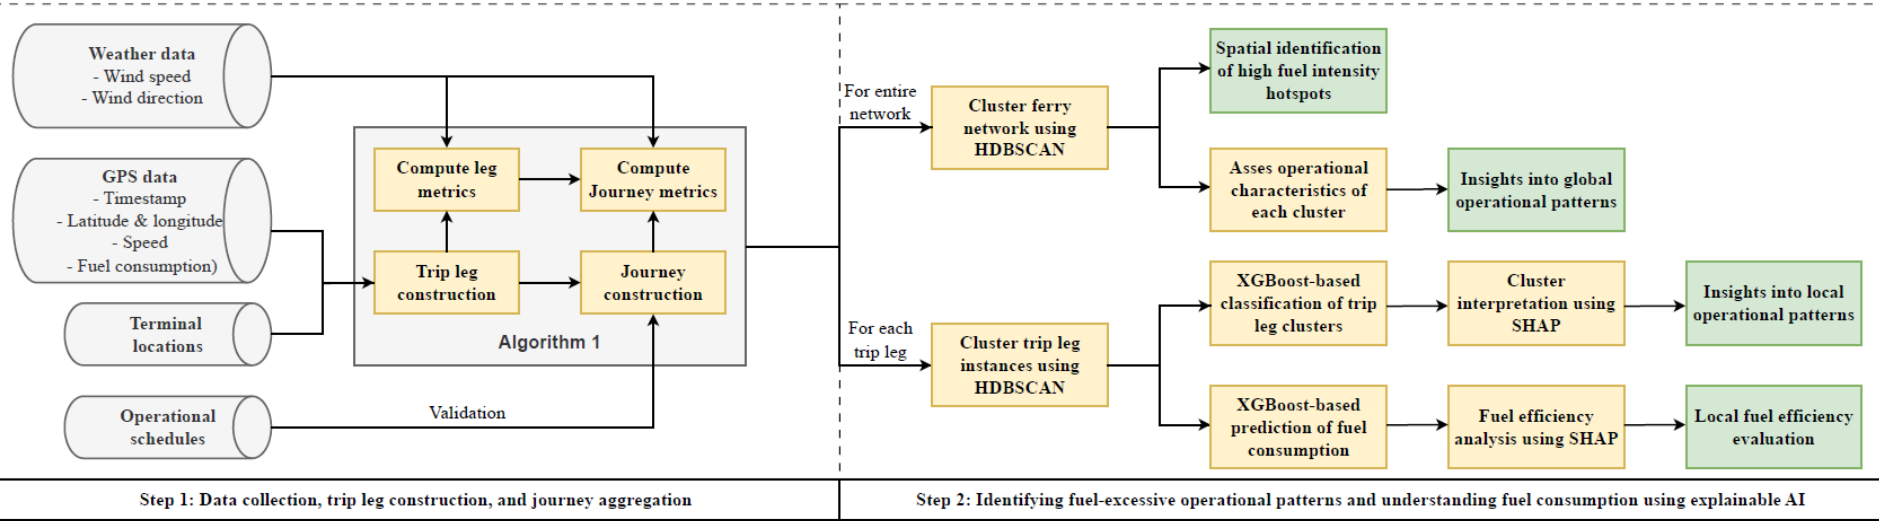 Weather data
- Wind speed
- Wind direction
GPS data
- Timestamp
- Latitude & longitude
- Speed
- Fuel consumption)
Terminal
locations
Operational
schedules
Validation
Compute leg
metrics
Compute
Journey metrics
Trip leg
construction
Journey
construction
Algorithm 1
For entire
network
Cluster ferry
network using
HDBSCAN
Spatial identification
of high fuel intensity
hotspots
Asses operational
characteristics of
each cluster
Insights into global
operational patterns
For each
trip leg
Cluster trip leg
instances using
HDBSCAN
XGBoost-based
classification of trip
leg clusters
Cluster
interpretation using
SHAP
Insights into local
operational patterns
XGBoost-based
prediction of fuel
consumption
Fuel efficiency
analysis using SHAP
Local fuel efficiency
evaluation
Step 1: Data collection, trip leg construction, and journey aggregation
Step 2: Identifying fuel-excessive operational patterns and understanding fuel consumption using explainable AI